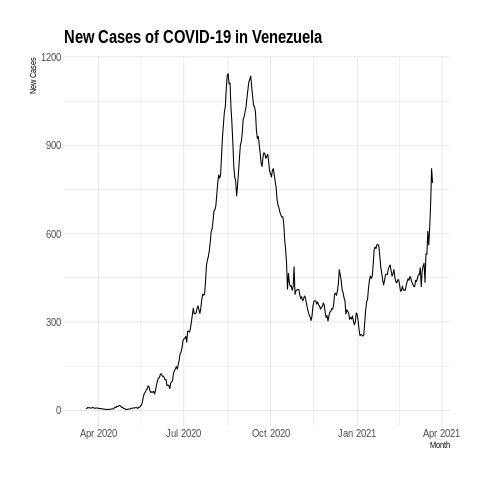 New Cases of COVID-19 in Venezuela
New Cases
1200
900
600
300
0
Apr 2020
Jul 2020
Oct 2020
Jan 2021
Apr 2021
Month